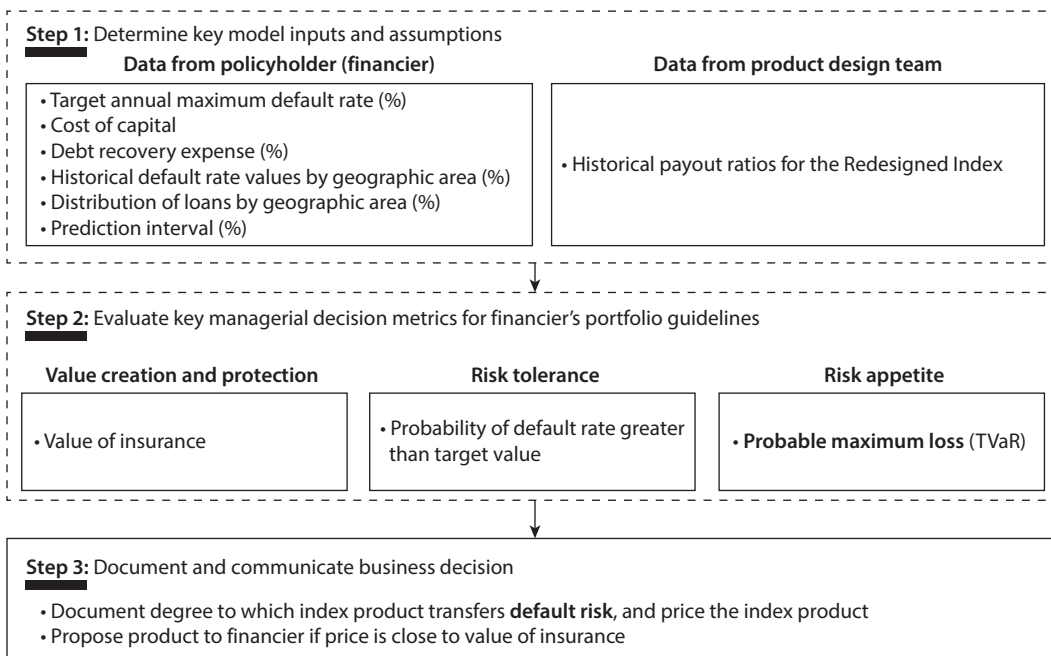 Step 1: Determine key model inputs and assumptions
Data from policyholder (financier)
• Target annual maximum default rate (%)
• Cost of capital
• Debt recovery expense (%)
• Historical default rate values by geographic area (%)
• Distribution of loans by geographic area (%)
• Prediction interval (%)
Data from product design team
• Historical payout ratios for the Redesigned Index
Step 2: Evaluate key managerial decision metrics for financier's portfolio guidelines
Value creation and protection
• Value of insurance
Risk tolerance
• Probability of default rate greater
than target value
Risk appetite
• Probable maximum loss (TVaR)
Step 3: Document and communicate business decision
• Document degree to which index product transfers default risk, and price the index product
• Propose product to financier if price is close to value of insurance